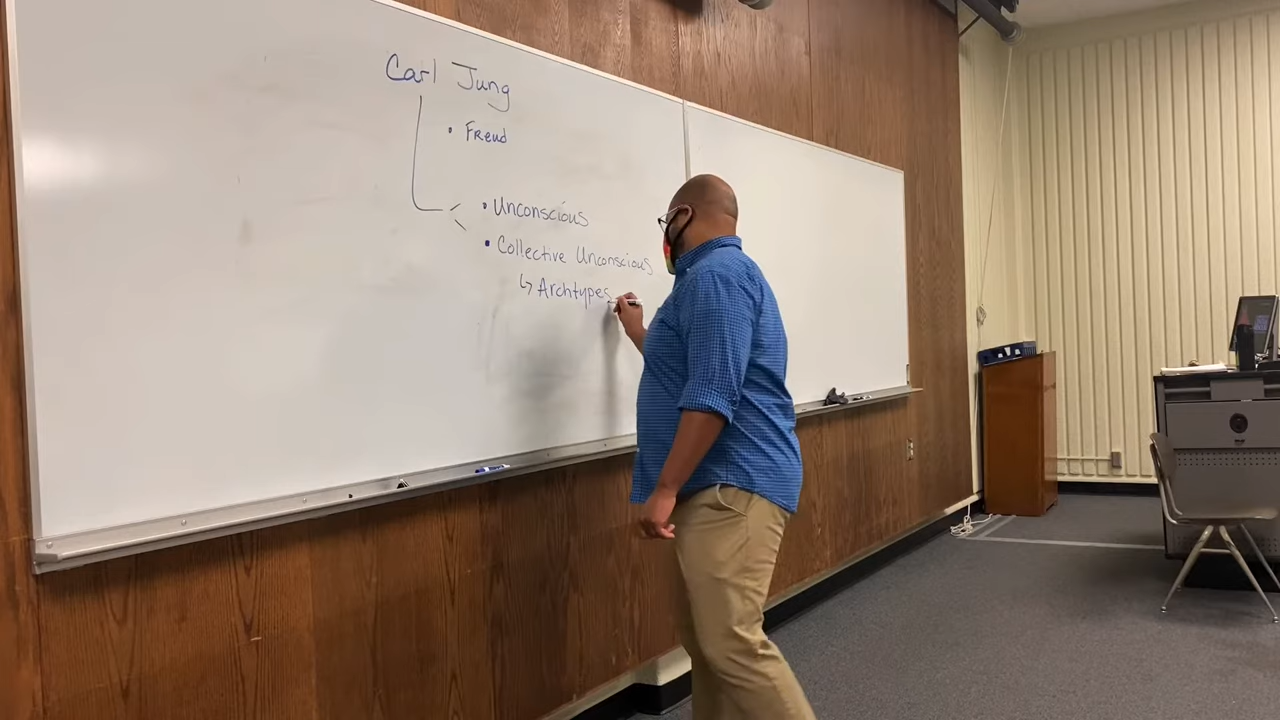 Carl Jung
• Freud
• Unconscious
• Collective Unconscious
↳ Archtypes